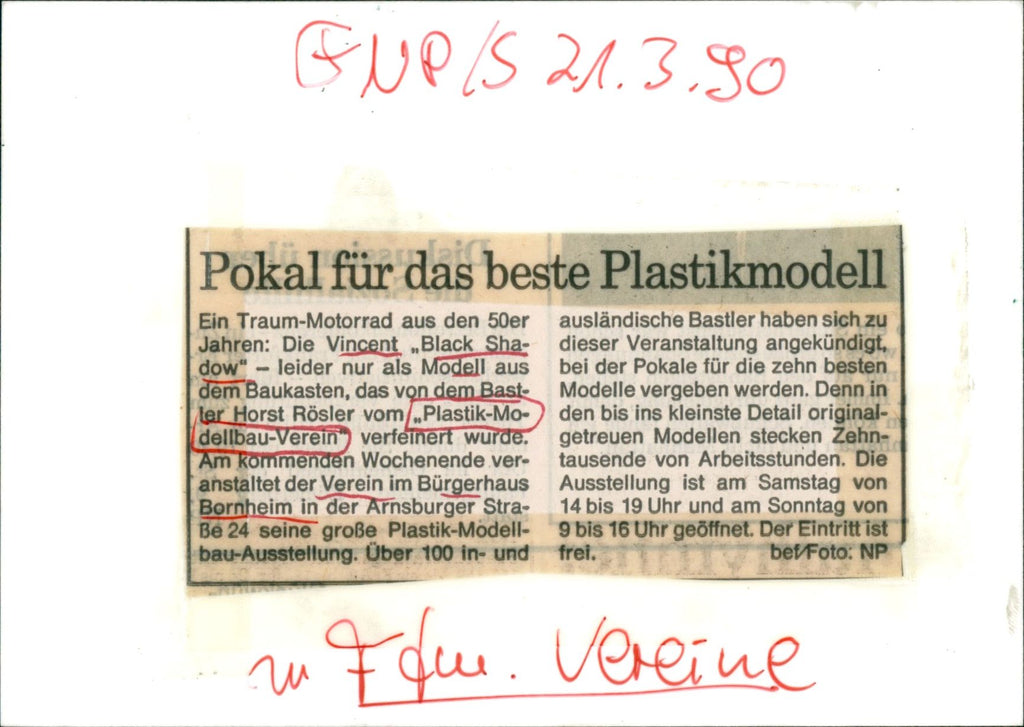 FNP/S 21.3.90
Pokal für das beste Plastikmodell
Ein Traum-Motorrad aus den 50er
Jahren: Die Vincent „Black Sha-
dow“ – leider nur als Modell aus
dem Baukasten, das von dem Bast-
ler Horst Rösler vom „Plastik-Mo-
dellbau-Verein“ verfeinert wurde.
Am kommenden Wochenende ver-
anstaltet der Verein im Bürgerhaus
Bornheim in der Arnsburger Stra-
ße 24 seine große Plastik-Modell-
bau-Ausstellung. Über 100 in- und
ausländische Bastler haben sich zu
dieser Veranstaltung angekündigt,
bei der Pokale für die zehn besten
Modelle vergeben werden. Denn in
den bis ins kleinste Detail original-
getreuen Modellen stecken Zehn-
tausende von Arbeitsstunden. Die
Ausstellung ist am Samstag von
14 bis 19 Uhr und am Sonntag von
9 bis 16 Uhr geöffnet. Der Eintritt ist
frei. bef/Foto: NP
Vereine